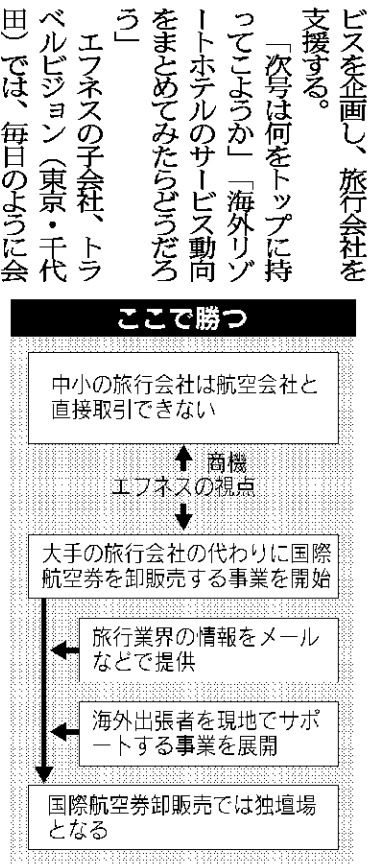 ビスを企画し、旅行会社を
支援する。
「次号は何をトップに持
ってこようか」「海外リゾ
ートホテルのサービス動向
をまとめてみたらどうだろ
う」
エフネスの子会社、トラ
ベルビジョン（東京・千代
田）では、毎日のように会
ここで勝つ
中小の旅行会社は航空会社と
直接取引できない
商機
エフネスの視点
大手の旅行会社の代わりに国際
航空券を卸販売する事業を開始
旅行業界の情報をメール
などで提供
海外出張者を現地でサポ
ートする事業を展開
国際航空券卸販売では独壇場
となる